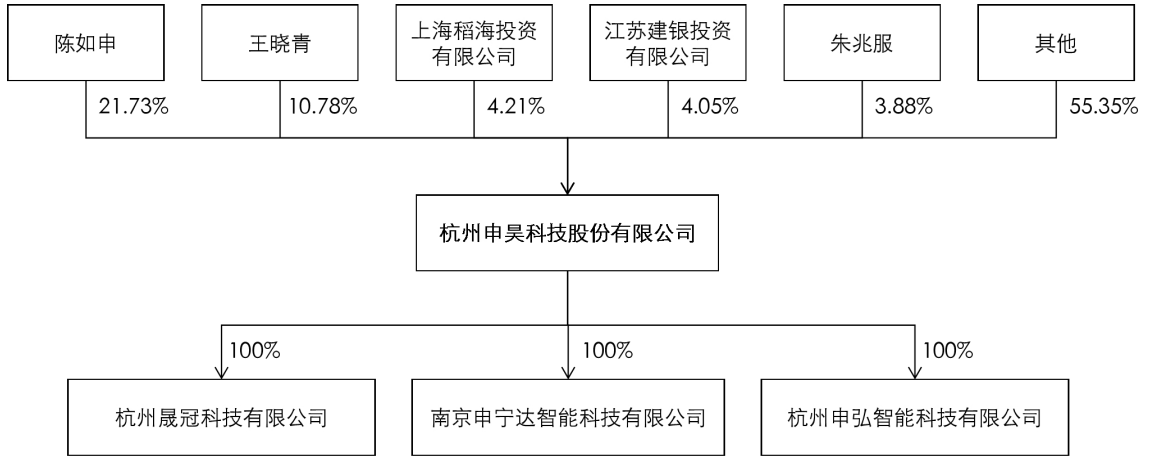 陈如申
王晓青
上海稻海投资
有限公司
江苏建银投资
有限公司
朱兆服
其他
21.73%
10.78%
4.21%
4.05%
3.88%
55.35%
杭州申昊科技股份有限公司
100%
100%
100%
杭州晟冠科技有限公司
南京申宁达智能科技有限公司
杭州申弘智能科技有限公司